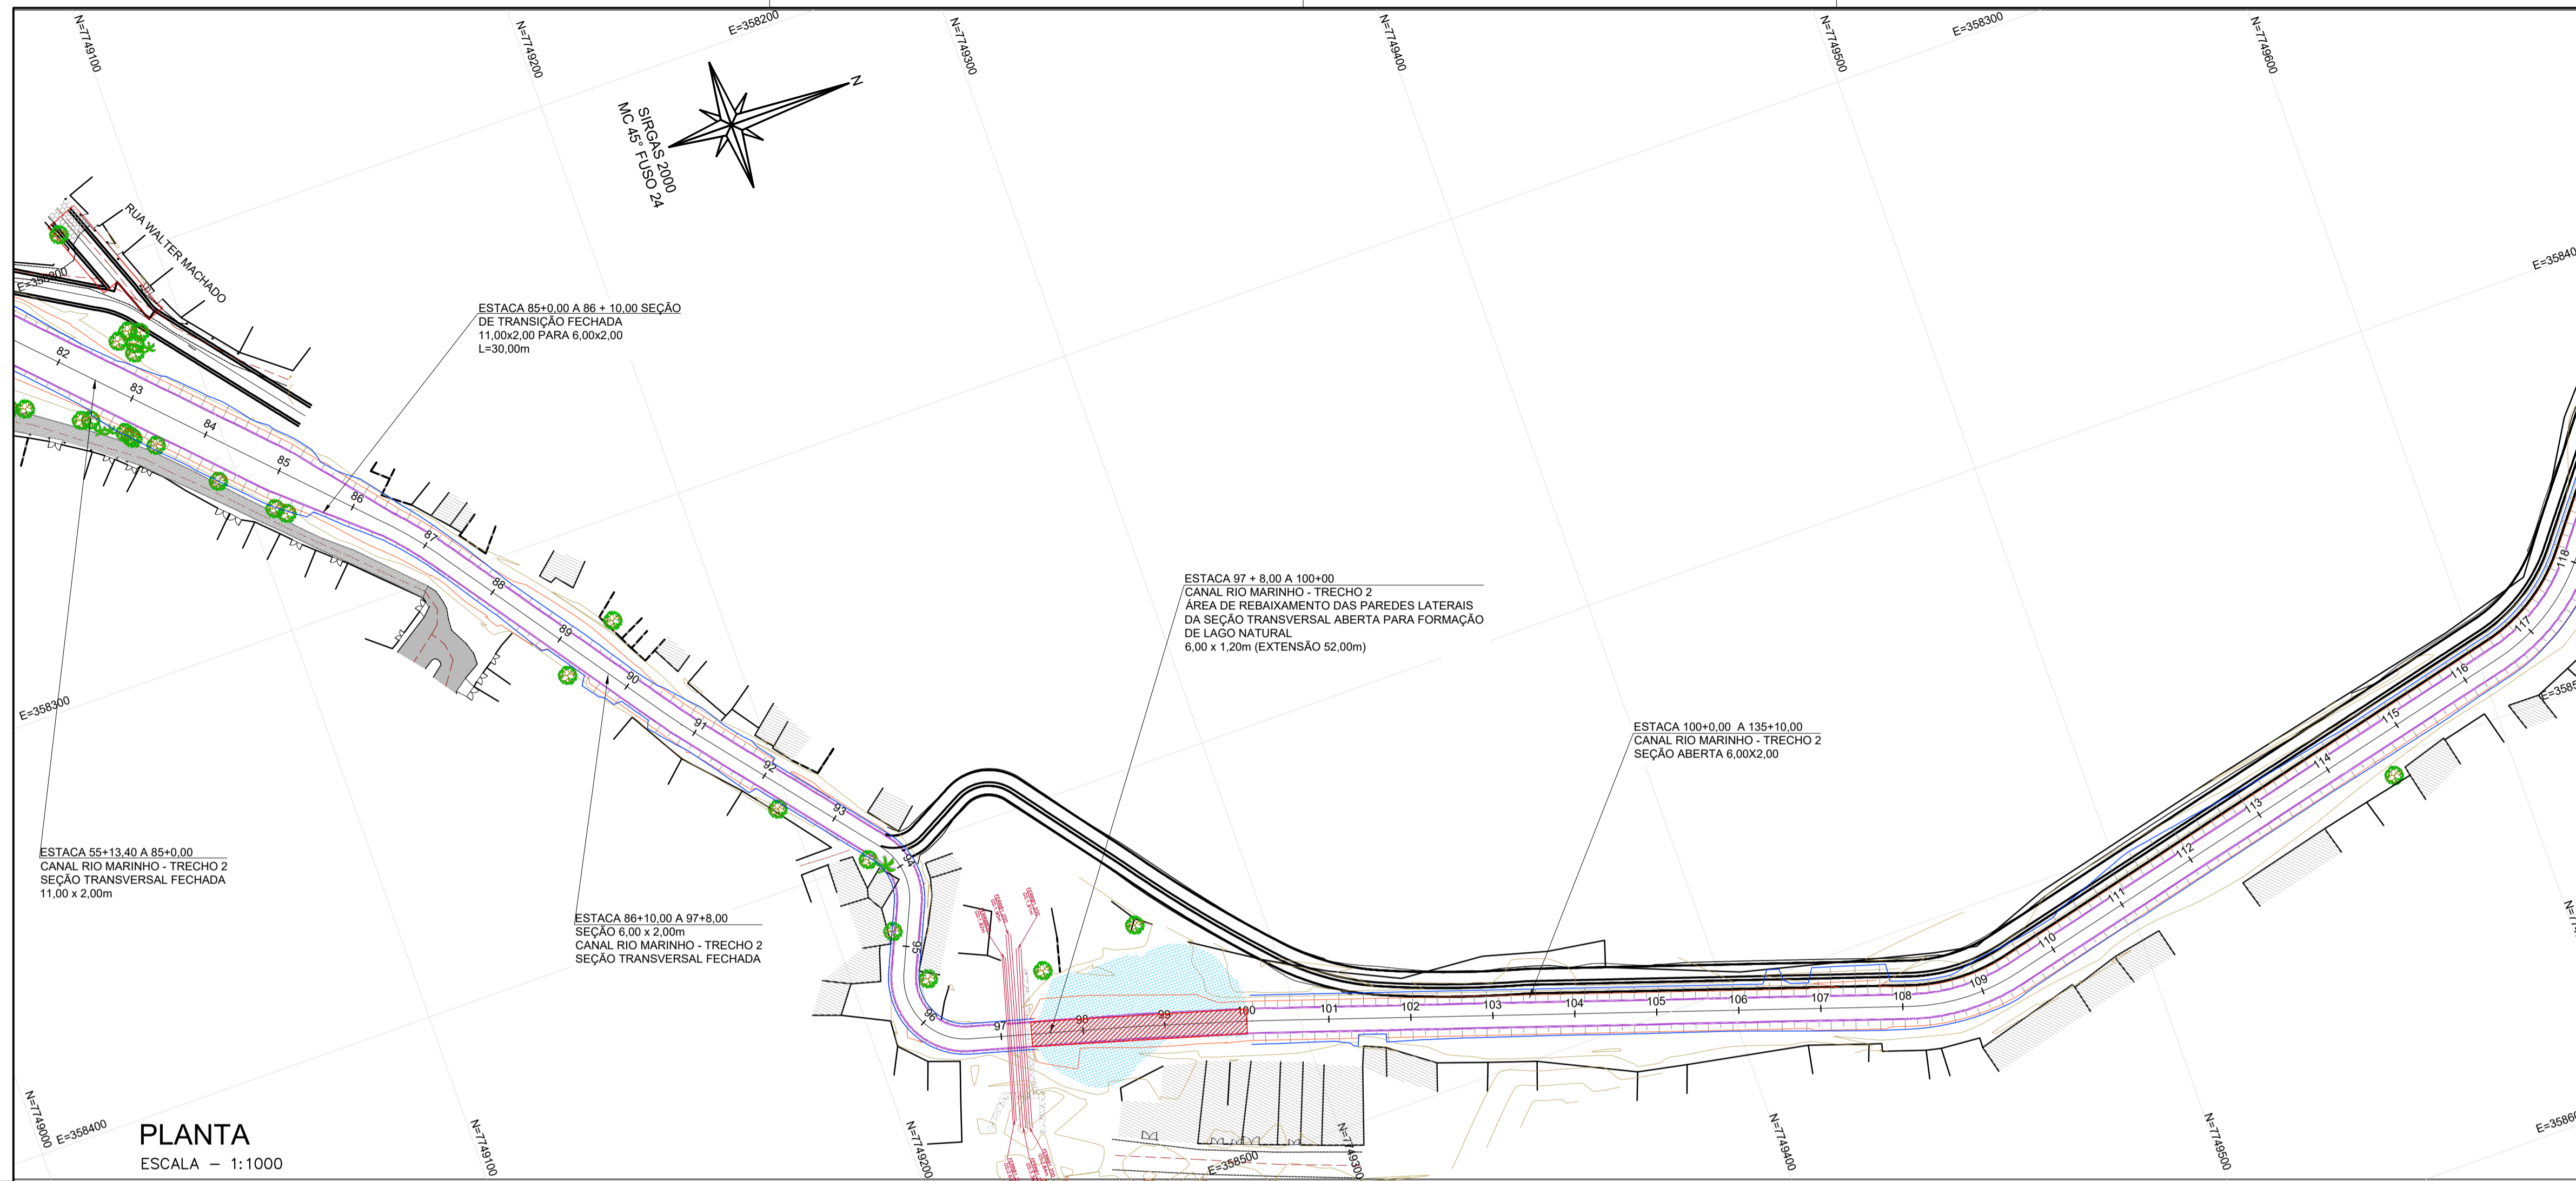 N=7749100
N=7749200
E=358200
N=7749300
N=7749400
N=7749500
E=358300
N=7749600
N
SIRGAS 2000
MC 45° FUSO 24
RUA WALTER MACHADO
E=358200
ESTACA 85+0,00 A 86 + 10,00 SEÇÃO
DE TRANSIÇÃO FECHADA
11,00x2,00 PARA 6,00x2,00
L=30,00m
82
83
84
85
86
87
88
89
90
91
92
93
94
95
96
97
98
99
100
101
102
103
104
105
106
107
108
109
110
111
112
113
114
115
116
117
118
ESTACA 97 + 8,00 A 100+00
CANAL RIO MARINHO - TRECHO 2
ÁREA DE REBAIXAMENTO DAS PAREDES LATERAIS
DA SEÇÃO TRANSVERSAL ABERTA PARA FORMAÇÃO
DE LAGO NATURAL
6,00 x 1,20m (EXTENSÃO 52,00m)
E=358300
ESTACA 100+0,00 A 135+10,00
CANAL RIO MARINHO - TRECHO 2
SEÇÃO ABERTA 6,00X2,00
ESTACA 55+13,40 A 85+0,00
CANAL RIO MARINHO - TRECHO 2
SEÇÃO TRANSVERSAL FECHADA
11,00 x 2,00m
ESTACA 86+10,00 A 97+8,00
SEÇÃO 6,00 x 2,00m
CANAL RIO MARINHO - TRECHO 2
SEÇÃO TRANSVERSAL FECHADA
E=35840
E=3585
N=77
N=7749000
E=358400
N=7749100
N=7749200
E=358500
N=7749300
N=7749400
N=7749500
E=35860
PLANTA
ESCALA – 1:1000